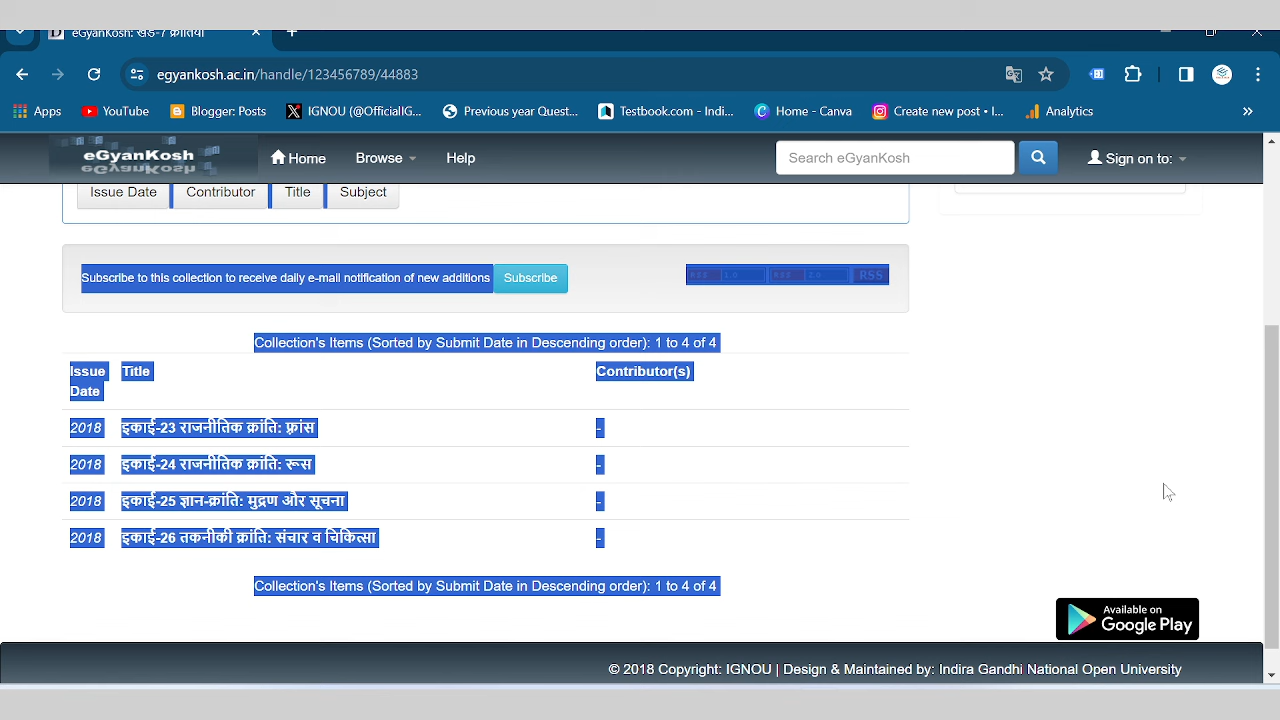 eGyanKosh: खंड-7 क्रांतियाँ
egyankosh.ac.in/handle/123456789/44883
Apps YouTube Blogger: Posts IGNOU (@OfficialIG... Previous year Quest... Testbook.com - Indi... Home - Canva Create new post • I... Analytics »
eGyanKosh Home Browse Help Search eGyanKosh Sign on to:
Issue Date Contributor Title Subject
Subscribe to this collection to receive daily e-mail notification of new additions Subscribe RSS 1.0 RSS 2.0 RSS
Collection's Items (Sorted by Submit Date in Descending order): 1 to 4 of 4
Issue Date Title Contributor(s)
2018 इकाई-23 राजनीतिक क्रांति: फ़्रांस -
2018 इकाई-24 राजनीतिक क्रांति: रूस -
2018 इकाई-25 ज्ञान-क्रांति: मुद्रण और सूचना -
2018 इकाई-26 तकनीकी क्रांति: संचार व चिकित्सा -
Collection's Items (Sorted by Submit Date in Descending order): 1 to 4 of 4
Available on
Google Play
© 2018 Copyright: IGNOU | Design & Maintained by: Indira Gandhi National Open University